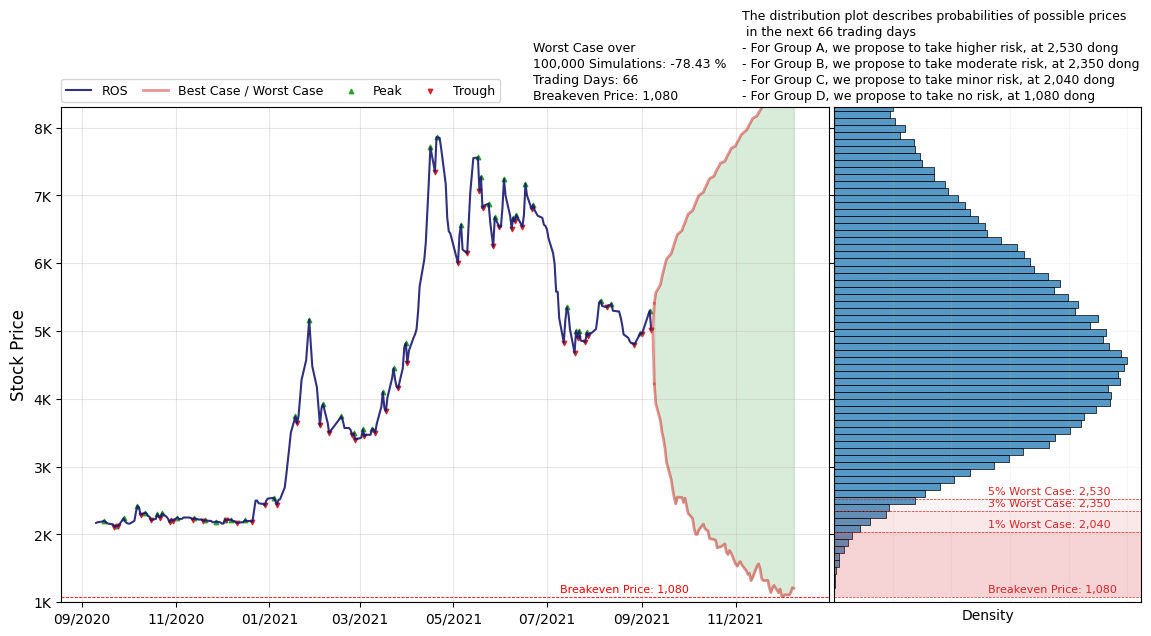 The distribution plot describes probabilities of possible prices
in the next 66 trading days
- For Group A, we propose to take higher risk, at 2,530 dong
- For Group B, we propose to take moderate risk, at 2,350 dong
- For Group C, we propose to take minor risk, at 2,040 dong
- For Group D, we propose to take no risk, at 1,080 dong
Worst Case over
100,000 Simulations: -78.43 %
Trading Days: 66
Breakeven Price: 1,080
ROS
Best Case / Worst Case
Peak
Trough
Stock Price
8K
7K
6K
5K
4K
3K
2K
1K
Breakeven Price: 1,080
09/2020
11/2020
01/2021
03/2021
05/2021
07/2021
09/2021
11/2021
5% Worst Case: 2,530
3% Worst Case: 2,350
1% Worst Case: 2,040
Breakeven Price: 1,080
Density